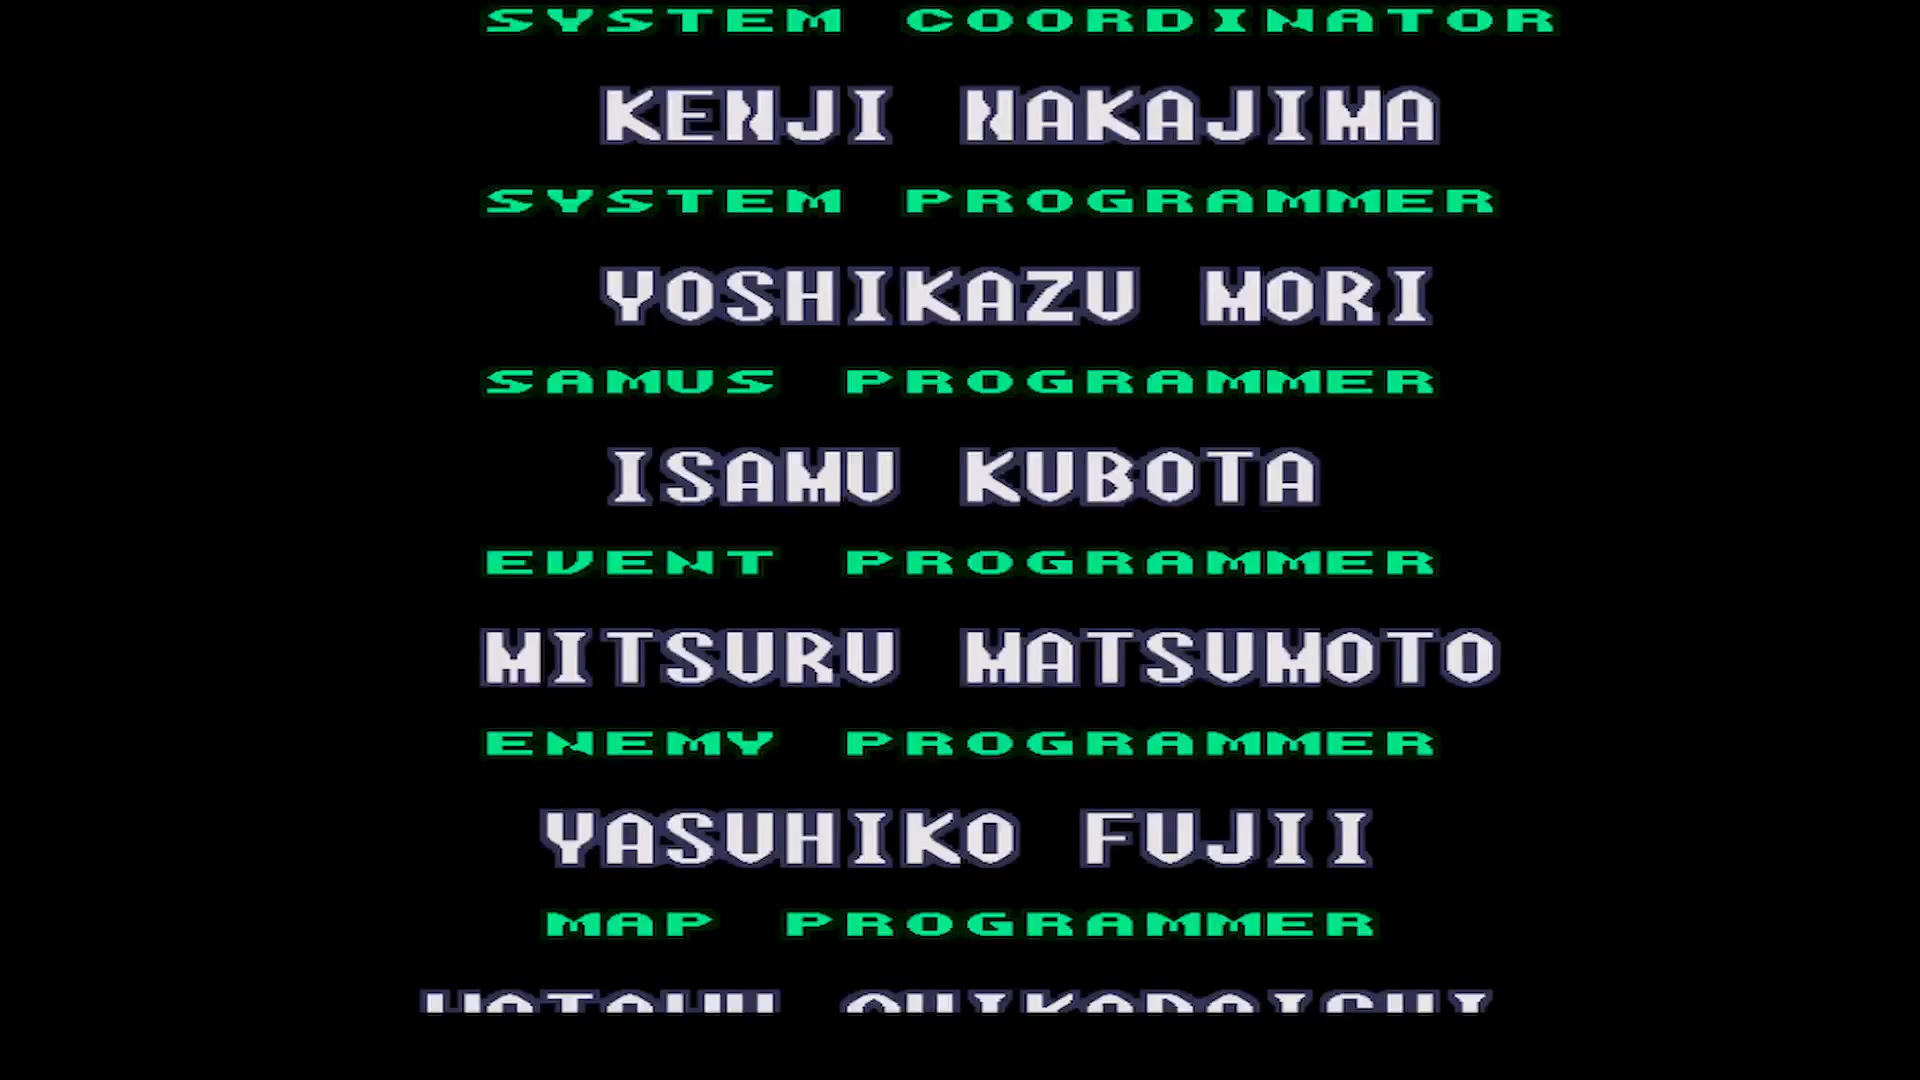 SYSTEM COORDINATOR
KENJI NAKAJIMA
SYSTEM PROGRAMMER
YOSHIKAZU MORI
SAMUS PROGRAMMER
ISAMU KUBOTA
EVENT PROGRAMMER
MITSURU MATSUMOTO
ENEMY PROGRAMMER
YASUHIKO FUJII
MAP PROGRAMMER